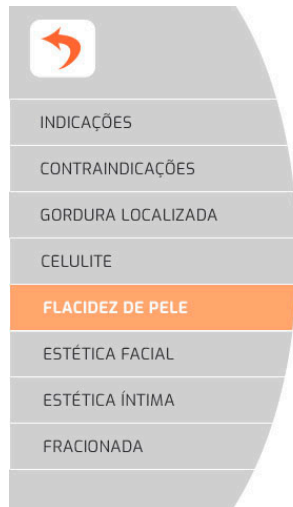 INDICAÇÕES
CONTRAINDICAÇÕES
GORDURA LOCALIZADA
CELULITE
FLACIDEZ DE PELE
ESTÉTICA FACIAL
ESTÉTICA ÍNTIMA
FRACIONADA